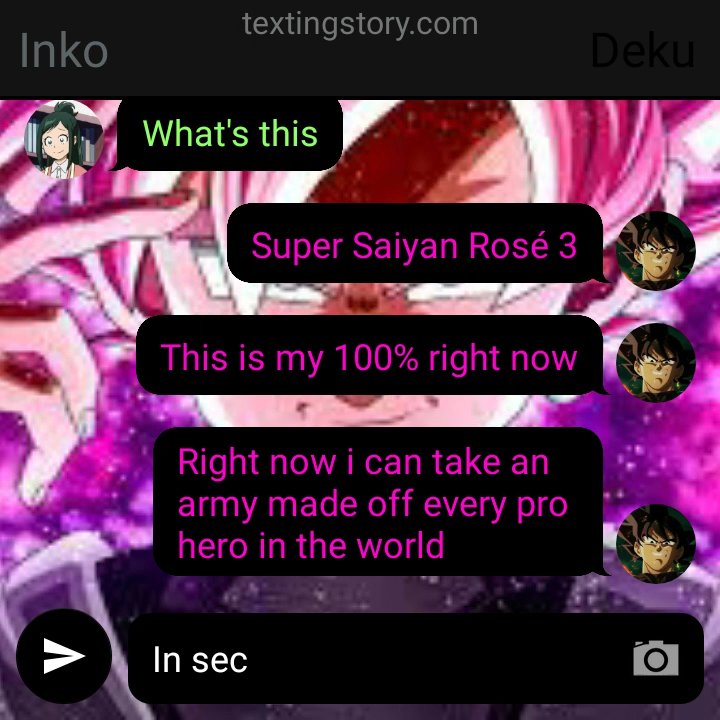 textingstory.com
Inko
Deku
What's this
Super Saiyan Rosé 3
This is my 100% right now
Right now i can take an
army made off every pro
hero in the world
In sec